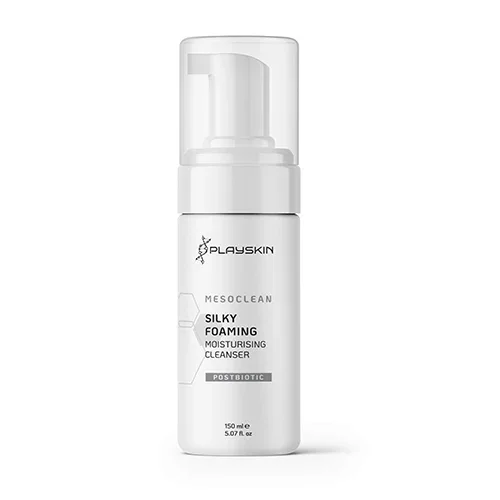 PLAYSKIN
MESOCLEAN
SILKY
FOAMING
MOISTURISING
CLEANSER
POSTBIOTIC
150 ml e
5.07 fl. oz